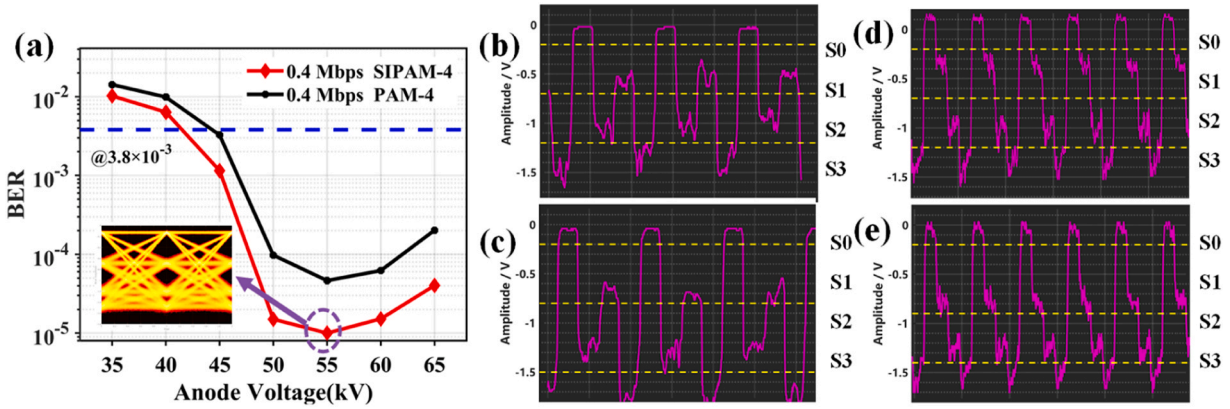 (a)
0.4 Mbps SIPAM-4
0.4 Mbps PAM-4
@3.8×10⁻³
BER
10⁻²
10⁻³
10⁻⁴
10⁻⁵
35 40 45 50 55 60 65
Anode Voltage(kV)
(b)
Amplitude / V
0
-0.5
-1
-1.5
S0
S1
S2
S3
(c)
Amplitude / V
0
-0.5
-1
-1.5
S0
S1
S2
S3
(d)
Amplitude / V
0
-0.5
-1
-1.5
S0
S1
S2
S3
(e)
Amplitude / V
0
-0.5
-1
-1.5
S0
S1
S2
S3